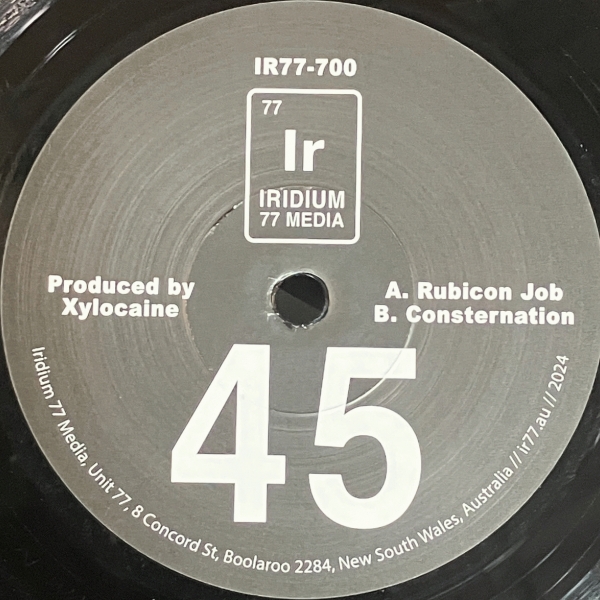 IR77-700
77
Ir
IRIDIUM
77 MEDIA
Produced by
Xylocaine
A. Rubicon Job
B. Consternation
45
Iridium 77 Media, Unit 77, 8 Concord St, Boolaroo 2284, New South Wales, Australia // ir77.au // 2024